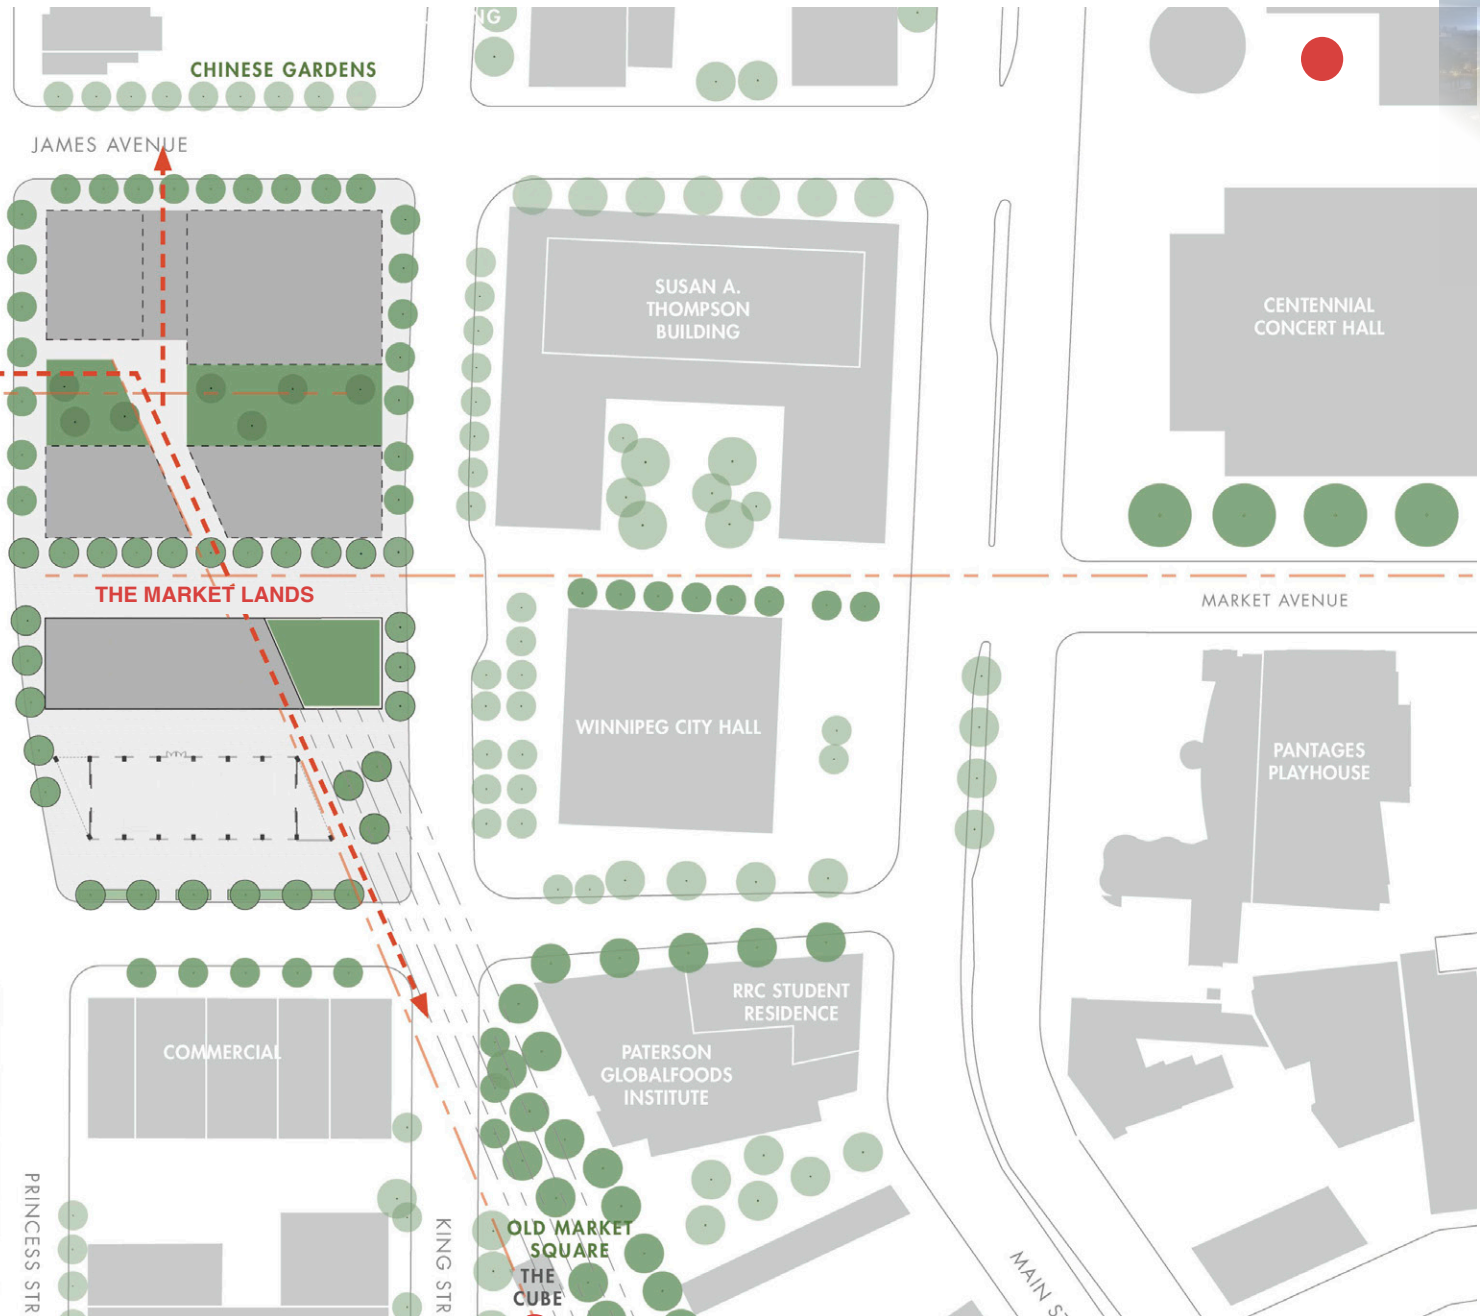 NG
CHINESE GARDENS
JAMES AVENUE
SUSAN A.
THOMPSON
BUILDING
CENTENNIAL
CONCERT HALL
THE MARKET LANDS
MARKET AVENUE
WINNIPEG CITY HALL
PANTAGES
PLAYHOUSE
RRC STUDENT
RESIDENCE
COMMERCIAL
PATERSON
GLOBALFOODS
INSTITUTE
PRINCESS STR
KING STR
OLD MARKET
SQUARE
THE
CUBE
MAIN S